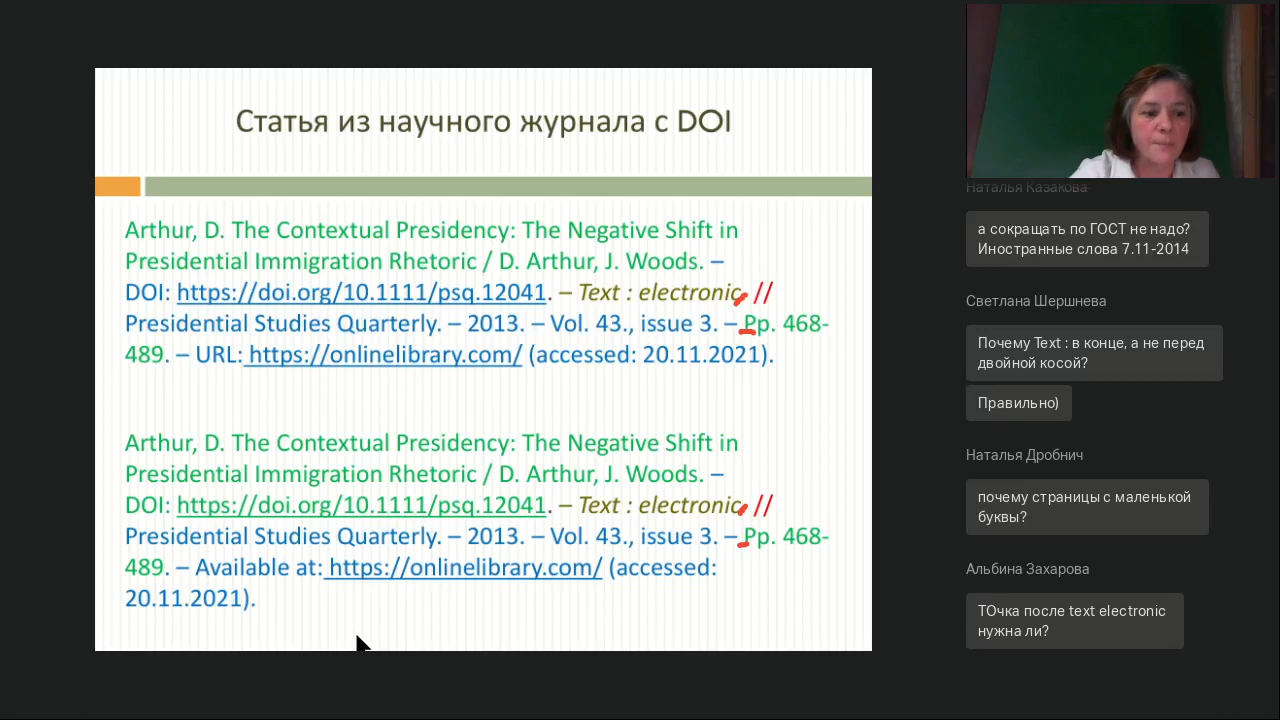 Статья из научного журнала с DOI
Arthur, D. The Contextual Presidency: The Negative Shift in
Presidential Immigration Rhetoric / D. Arthur, J. Woods. –
DOI: https://doi.org/10.1111/psq.12041. – Text : electronic. //
Presidential Studies Quarterly. – 2013. – Vol. 43., issue 3. – Pp. 468-
489. – URL: https://onlinelibrary.com/ (accessed: 20.11.2021).
Arthur, D. The Contextual Presidency: The Negative Shift in
Presidential Immigration Rhetoric / D. Arthur, J. Woods. –
DOI: https://doi.org/10.1111/psq.12041. – Text : electronic. //
Presidential Studies Quarterly. – 2013. – Vol. 43., issue 3. – Pp. 468-
489. – Available at: https://onlinelibrary.com/ (accessed:
20.11.2021).
Наталья Казакова
а сокращать по ГОСТ не надо?
Иностранные слова 7.11-2014
Светлана Шершнева
Почему Text : в конце, а не перед
двойной косой?
Правильно)
Наталья Дробнич
почему страницы с маленькой
буквы?
Альбина Захарова
ТОчка после text electronic
нужна ли?